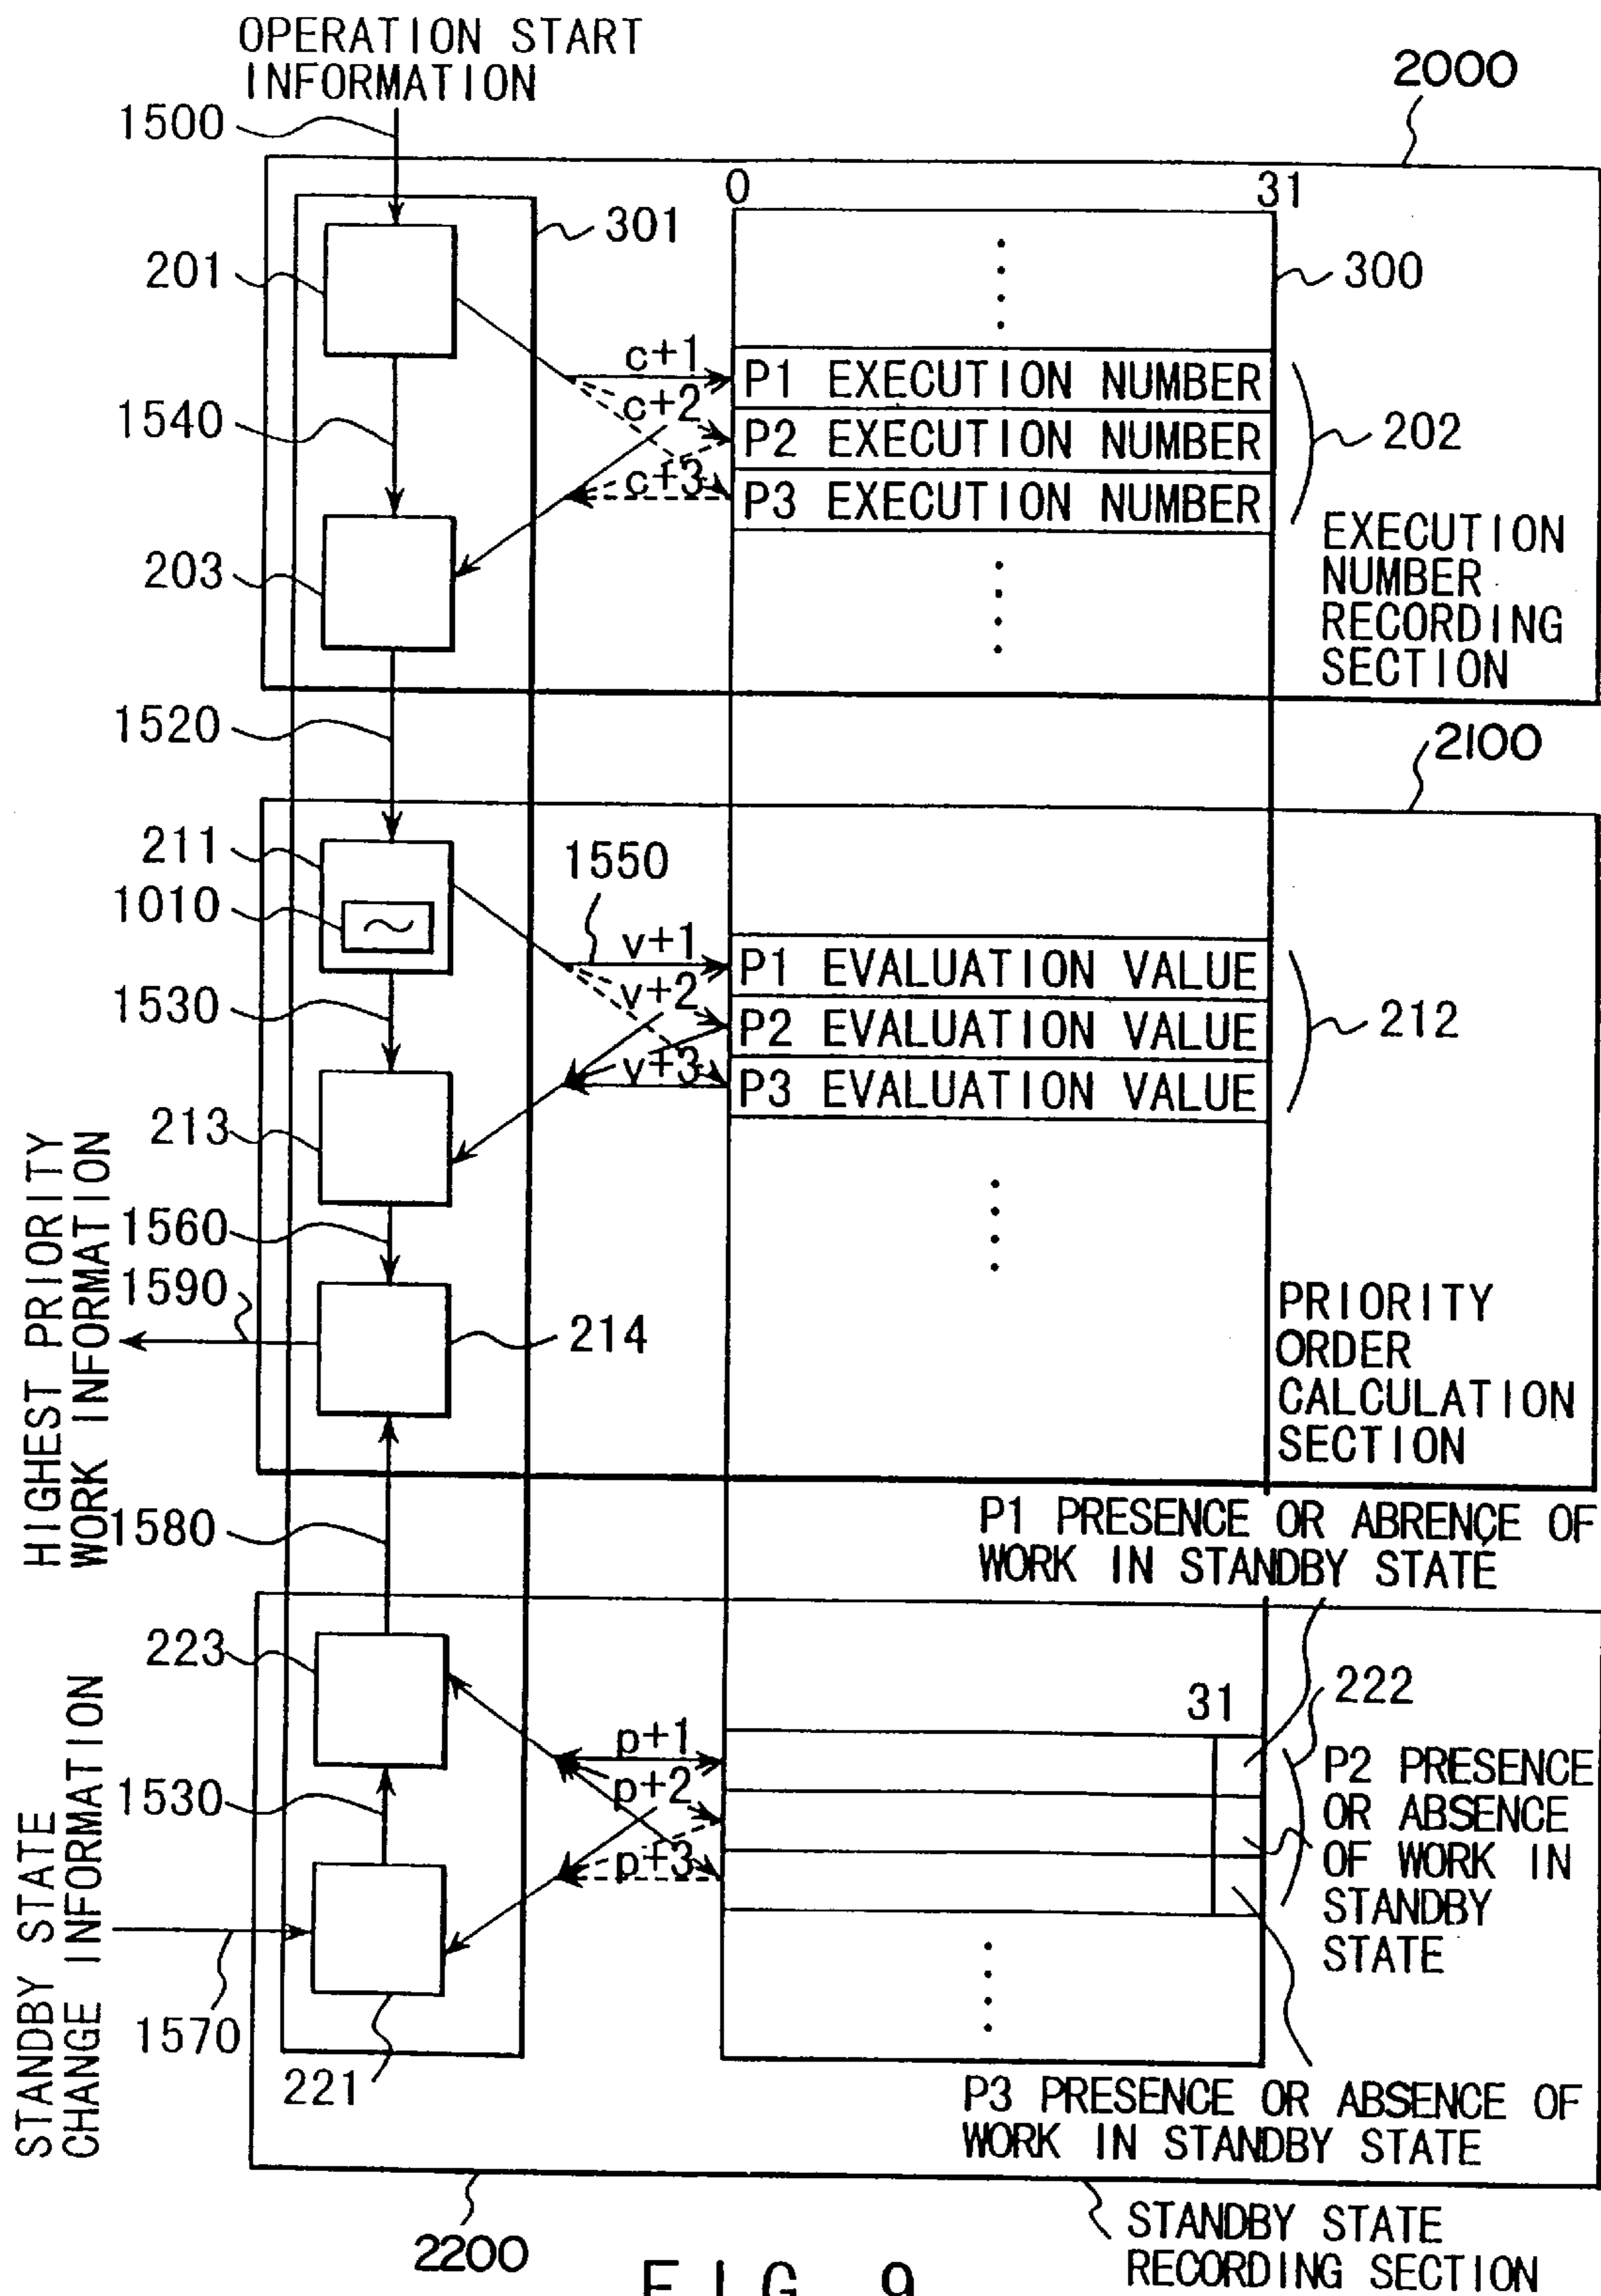 OPERATION START
INFORMATION
1500
2000
0
31
301
201
300
c+1
P1 EXECUTION NUMBER
c+2
1540
P2 EXECUTION NUMBER
202
c+3
P3 EXECUTION NUMBER
203
EXECUTION
NUMBER
RECORDING
SECTION
1520
2100
211
1550
1010
v+1
P1 EVALUATION VALUE
v+2
1530
P2 EVALUATION VALUE
212
v+3
P3 EVALUATION VALUE
213
HIGHEST PRIORITY
WORK INFORMATION
1560
1590
214
PRIORITY
ORDER
CALCULATION
SECTION
1580
P1 PRESENCE OR ABRENCE OF
WORK IN STANDBY STATE
223
31
222
p+1
P2 PRESENCE
OR ABSENCE
OF WORK IN
STANDBY
STATE
p+2
1530
p+3
STANDBY STATE
CHANGE INFORMATION
1570
221
P3 PRESENCE OR ABSENCE OF
WORK IN STANDBY STATE
2200
STANDBY STATE
RECORDING SECTION
FIG. 9